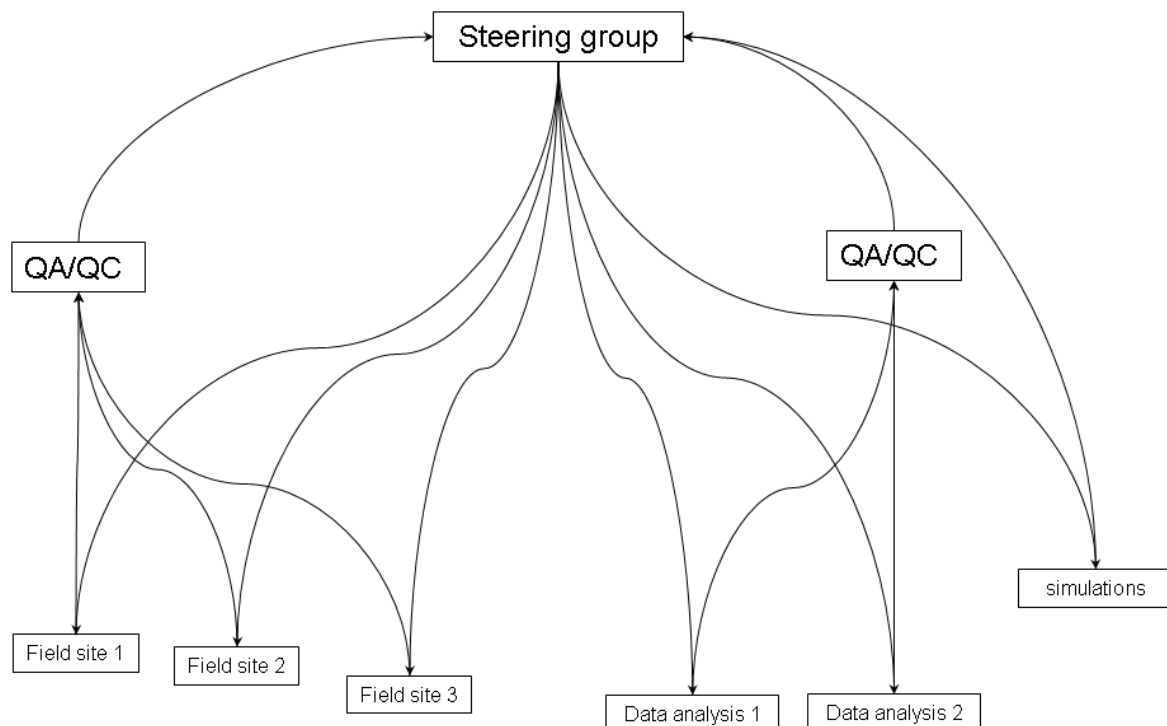 Steering group
QA/QC
QA/QC
simulations
Field site 1
Field site 2
Field site 3
Data analysis 1
Data analysis 2